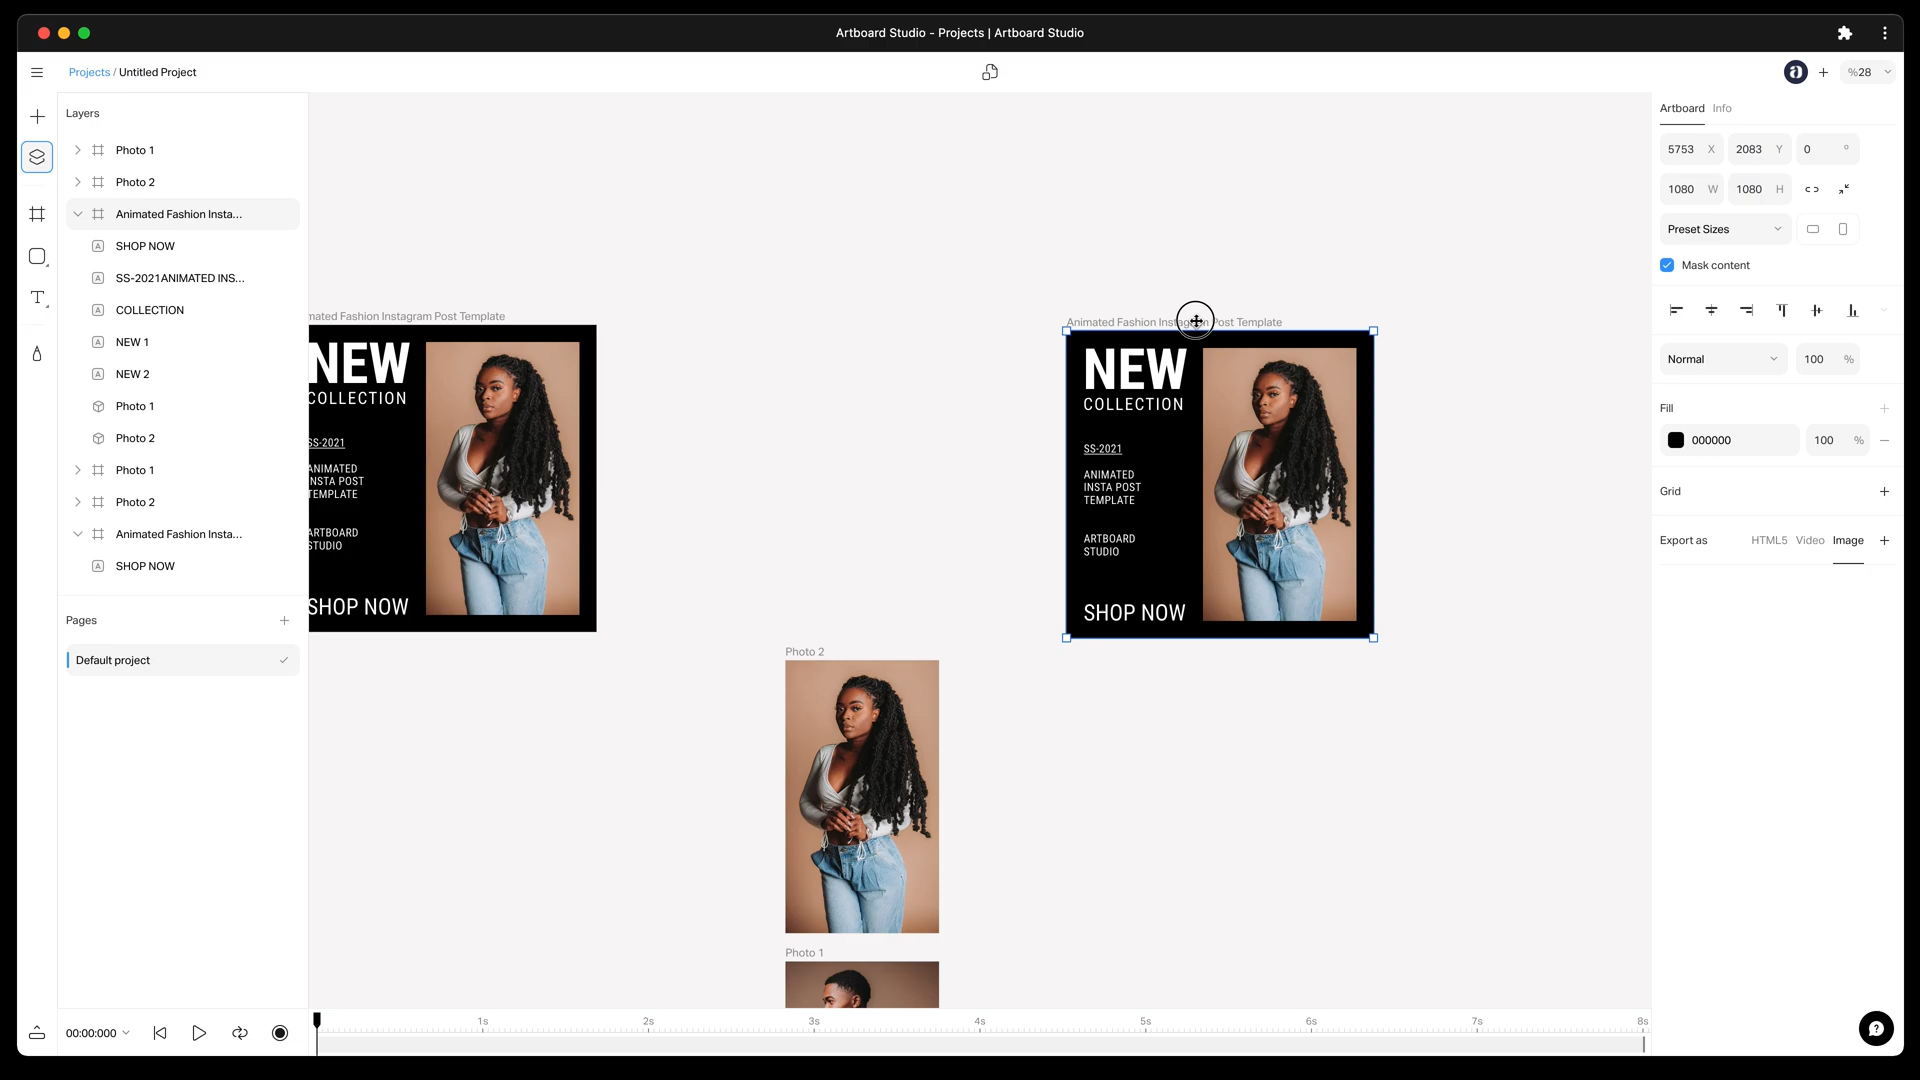 Artboard Studio - Projects | Artboard Studio
Projects / Untitled Project
%28
Layers
Photo 1
Photo 2
Animated Fashion Insta...
SHOP NOW
SS-2021ANIMATED INS...
COLLECTION
NEW 1
NEW 2
Photo 1
Photo 2
Photo 1
Photo 2
Animated Fashion Insta...
SHOP NOW
Pages
Default project
mated Fashion Instagram Post Template
NEW
COLLECTION
SS-2021
ANIMATED
INSTA POST
TEMPLATE
ARTBOARD
STUDIO
SHOP NOW
Photo 2
Photo 1
Animated Fashion Instagram Post Template
NEW
COLLECTION
SS-2021
ANIMATED
INSTA POST
TEMPLATE
ARTBOARD
STUDIO
SHOP NOW
Artboard Info
5753 X 2083 Y 0 °
1080 W 1080 H
Preset Sizes
Mask content
Normal 100 %
Fill
000000 100 %
Grid
Export as HTML5 Video Image
00:00:000
1s 2s 3s 4s 5s 6s 7s 8s